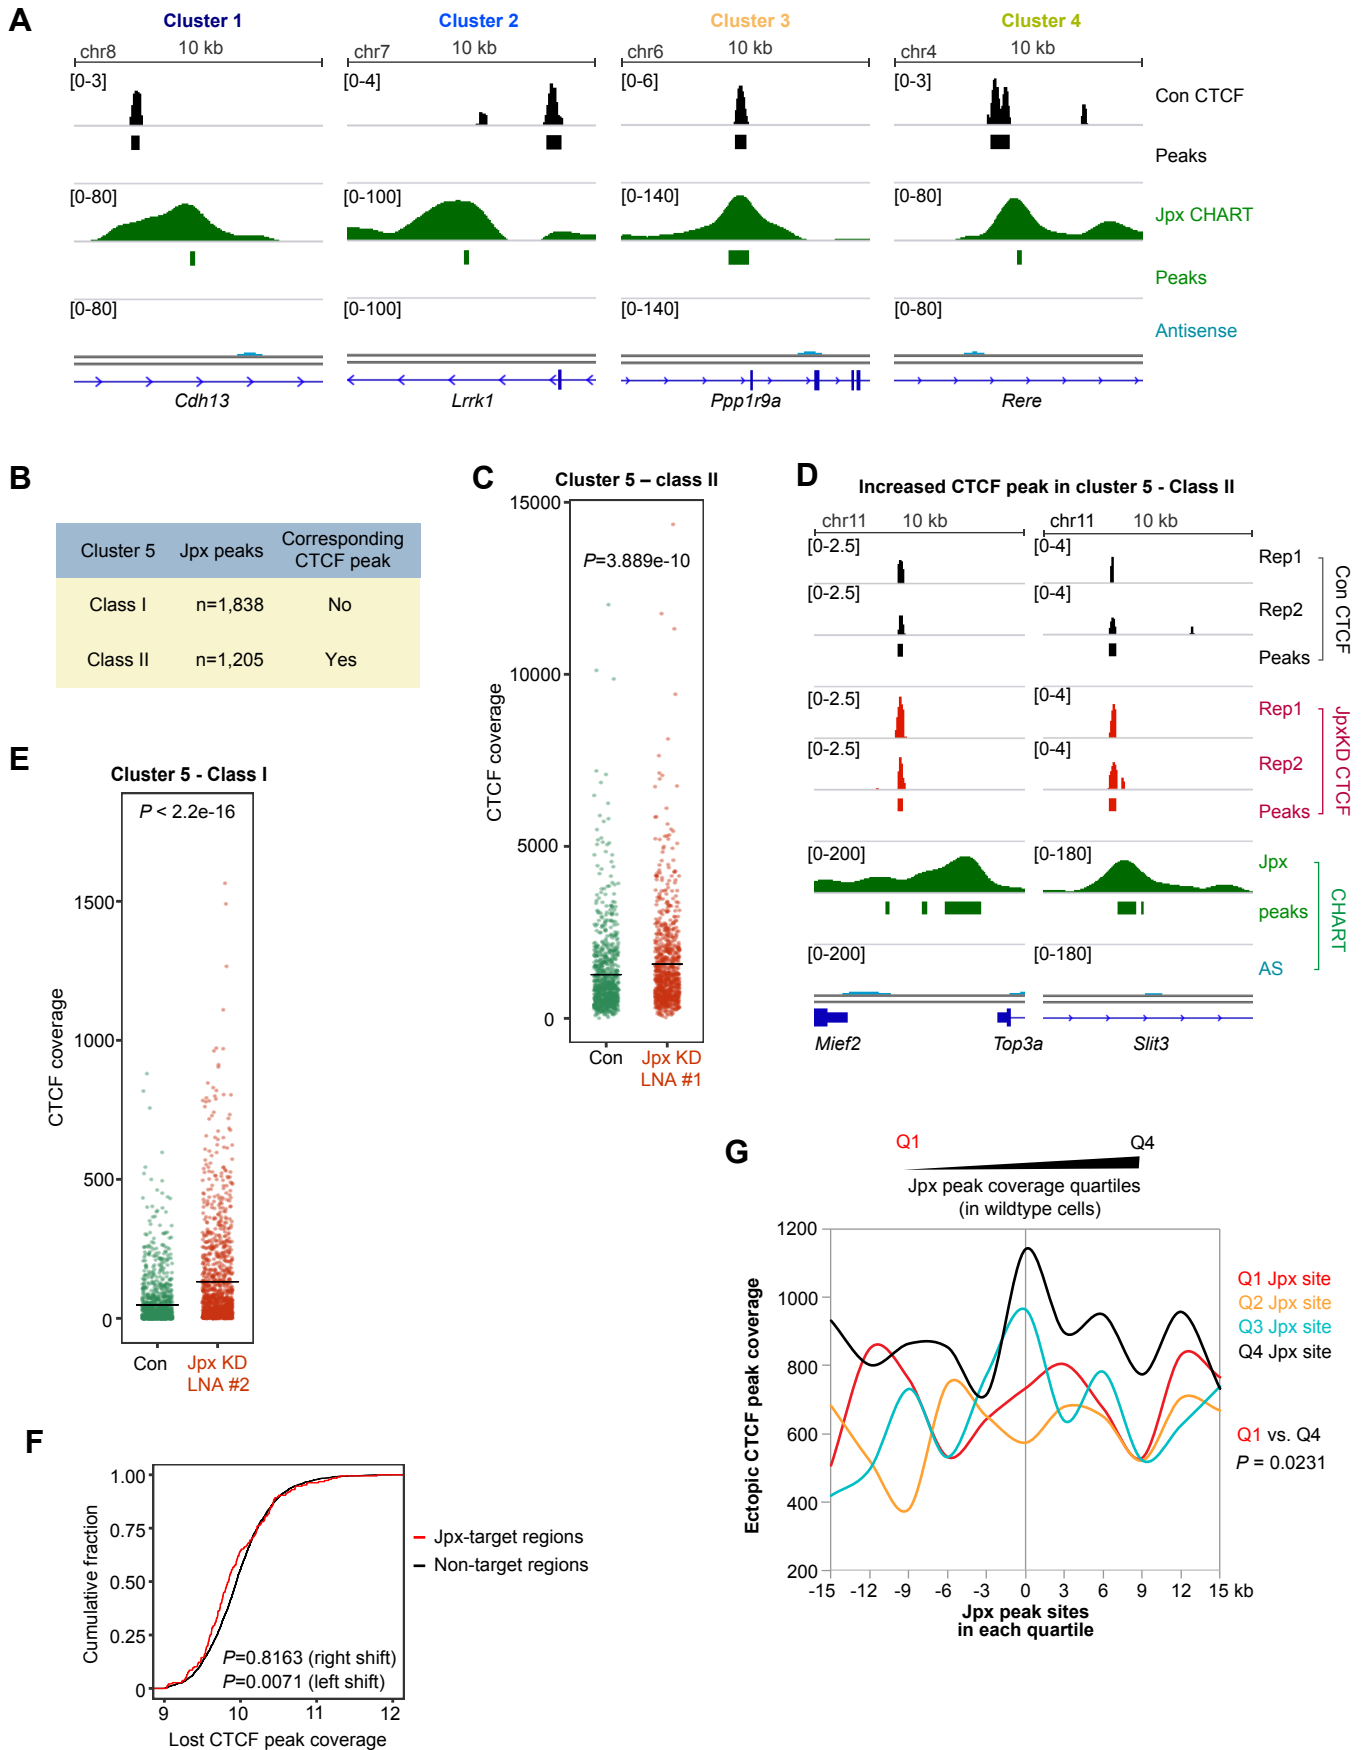 A
Cluster 1
Cluster 2
Cluster 3
Cluster 4
chr8
10 kb
chr7
10 kb
chr6
10 kb
chr4
10 kb
[0-3]
[0-4]
[0-6]
[0-3]
Con CTCF
Peaks
[0-80]
[0-100]
[0-140]
[0-80]
Jpx CHART
Peaks
[0-80]
[0-100]
[0-140]
[0-80]
Antisense
Cdh13
Lrrk1
Ppp1r9a
Rere
B
Cluster 5
Jpx peaks
Corresponding
CTCF peak
Class I
n=1,838
No
Class II
n=1,205
Yes
C
Cluster 5 – class II
P=3.889e-10
15000
10000
5000
0
CTCF coverage
Con
Jpx KD
LNA #1
D
Increased CTCF peak in cluster 5 - Class II
chr11
10 kb
chr11
10 kb
[0-2.5]
[0-4]
Rep1
[0-2.5]
[0-4]
Rep2
Peaks
Con CTCF
[0-2.5]
[0-4]
Rep1
[0-2.5]
[0-4]
Rep2
Peaks
JpxKD CTCF
[0-200]
[0-180]
Jpx
peaks
CHART
[0-200]
[0-180]
AS
Mief2
Top3a
Slit3
E
Cluster 5 - Class I
P < 2.2e-16
1500
1000
500
0
CTCF coverage
Con
Jpx KD
LNA #2
F
1.00
0.75
0.50
0.25
0
Cumulative fraction
P=0.8163 (right shift)
P=0.0071 (left shift)
9
10
11
12
Lost CTCF peak coverage
Jpx-target regions
Non-target regions
G
Q1
Q4
Jpx peak coverage quartiles
(in wildtype cells)
1200
1000
800
600
400
200
Ectopic CTCF peak coverage
-15
-12
-9
-6
-3
0
3
6
9
12
15 kb
Jpx peak sites
in each quartile
Q1 Jpx site
Q2 Jpx site
Q3 Jpx site
Q4 Jpx site
Q1 vs. Q4
P = 0.0231